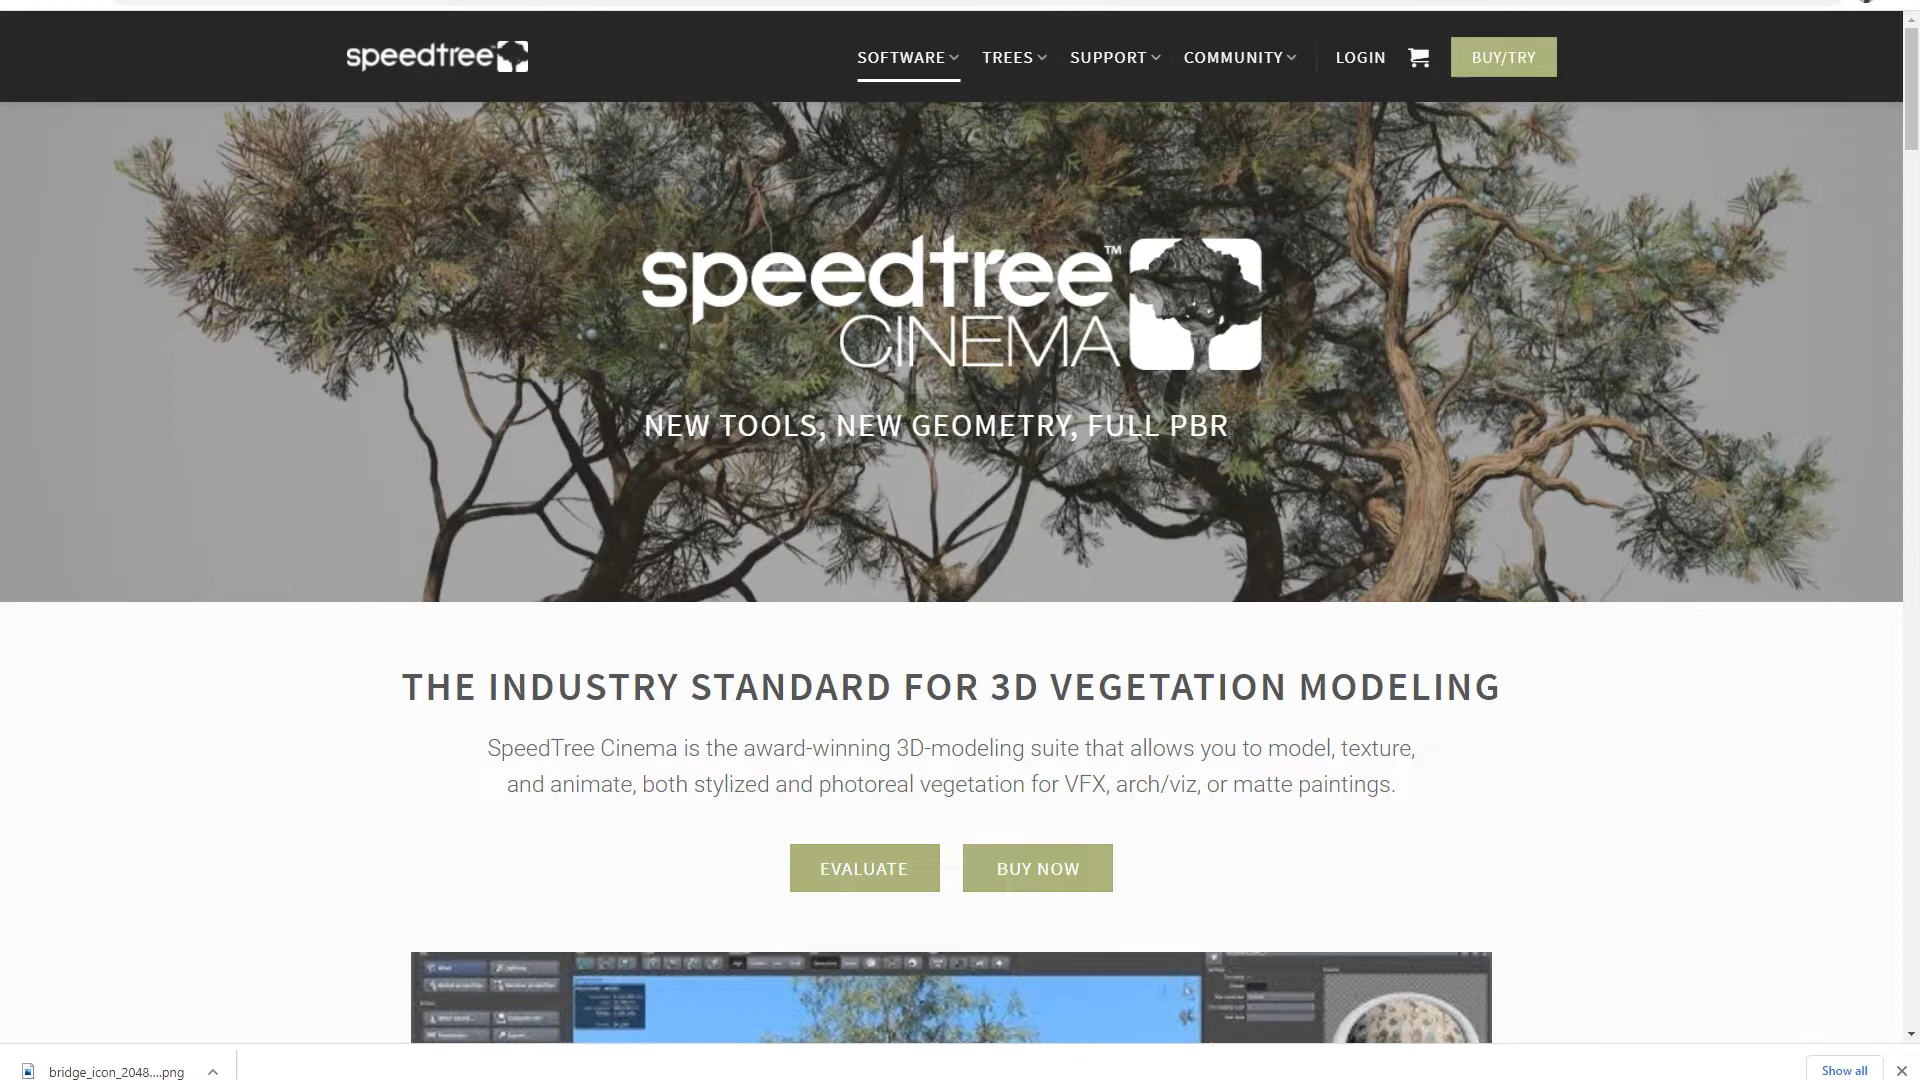 speedtree
SOFTWARE
TREES
SUPPORT
COMMUNITY
LOGIN
BUY/TRY
speedtree™
CINEMA
NEW TOOLS, NEW GEOMETRY, FULL PBR
THE INDUSTRY STANDARD FOR 3D VEGETATION MODELING
SpeedTree Cinema is the award-winning 3D-modeling suite that allows you to model, texture,
and animate, both stylized and photoreal vegetation for VFX, arch/viz, or matte paintings.
EVALUATE
BUY NOW
bridge_icon_2048....png
Show all